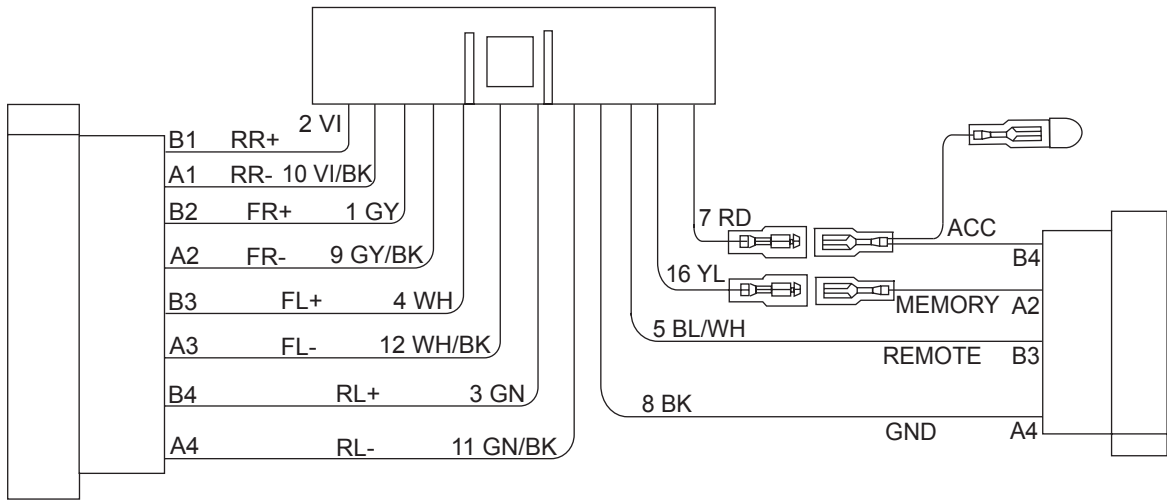 2 VI
B1 RR+
A1 RR- 10 VI/BK
B2 FR+ 1 GY
A2 FR- 9 GY/BK
B3 FL+ 4 WH
A3 FL- 12 WH/BK
B4 RL+ 3 GN
A4 RL- 11 GN/BK
7 RD
ACC
B4
16 YL
MEMORY A2
5 BL/WH
REMOTE B3
8 BK
GND A4